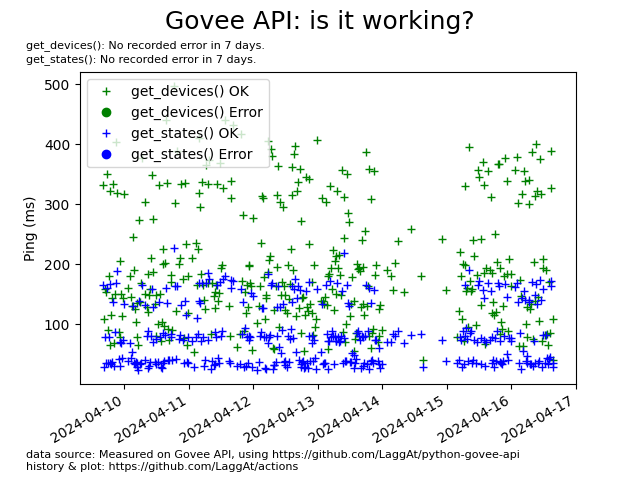 Govee API: is it working?
get_devices(): No recorded error in 7 days.
get_states(): No recorded error in 7 days.
500
400
300
200
100
Ping (ms)
get_devices() OK
get_devices() Error
get_states() OK
get_states() Error
2024-04-10
2024-04-11
2024-04-12
2024-04-13
2024-04-14
2024-04-15
2024-04-16
2024-04-17
data source: Measured on Govee API, using https://github.com/LaggAt/python-govee-api
history & plot: https://github.com/LaggAt/actions